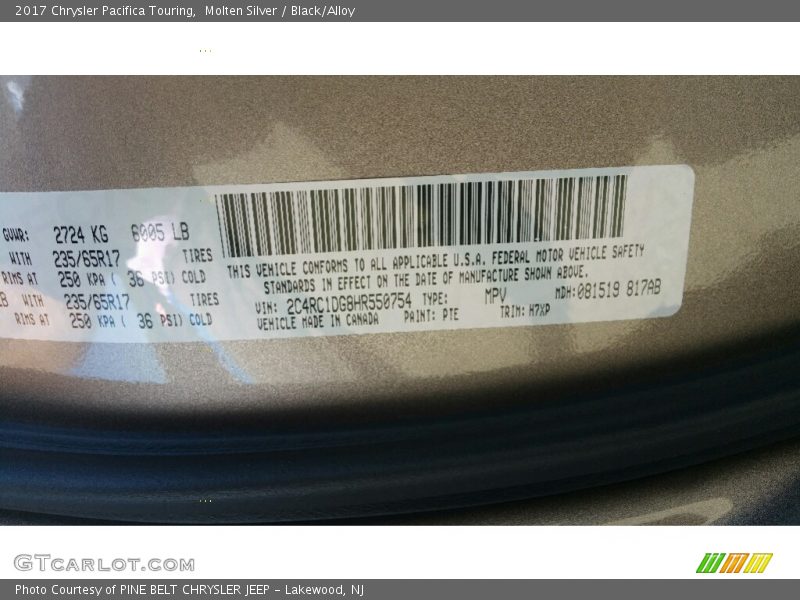 2017 Chrysler Pacifica Touring,  Molten Silver / Black/Alloy
GVWR: 2724 KG 6005 LB
WITH 235/65R17 TIRES
RIMS AT 250 KPA ( 36 PSI) COLD
LB WITH 235/65R17 TIRES
RIMS AT 250 KPA ( 36 PSI) COLD
THIS VEHICLE CONFORMS TO ALL APPLICABLE U.S.A. FEDERAL MOTOR VEHICLE SAFETY
STANDARDS IN EFFECT ON THE DATE OF MANUFACTURE SHOWN ABOVE.
VIN: 2C4RC1DG8HR550754 TYPE: MPV MDH:081519 817AB
VEHICLE MADE IN CANADA PAINT: PTE TRIM: H7XP
GTCARLOT.COM
Photo Courtesy of PINE BELT CHRYSLER JEEP - Lakewood, NJ